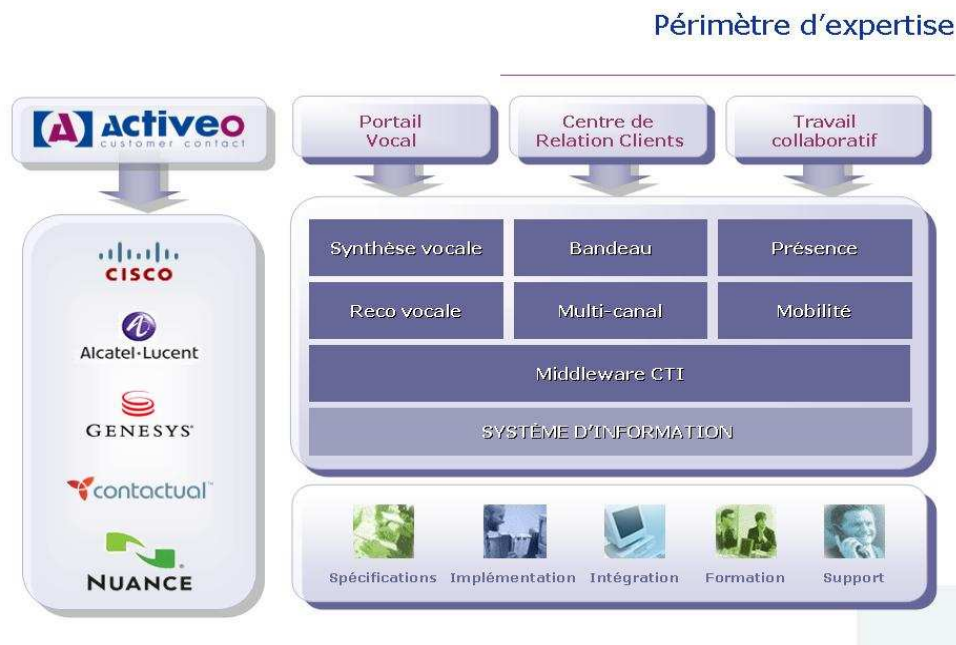 Périmètre d'expertise
[A] activeo
customer contact
Portail
Vocal
Centre de
Relation Clients
Travail
collaboratif
CISCO
Alcatel·Lucent
GENESYS
contactual™
NUANCE
Synthèse vocale
Bandeau
Présence
Reco vocale
Multi-canal
Mobilité
Middleware CTI
SYSTÈME D'INFORMATION
Spécifications
Implémentation
Intégration
Formation
Support